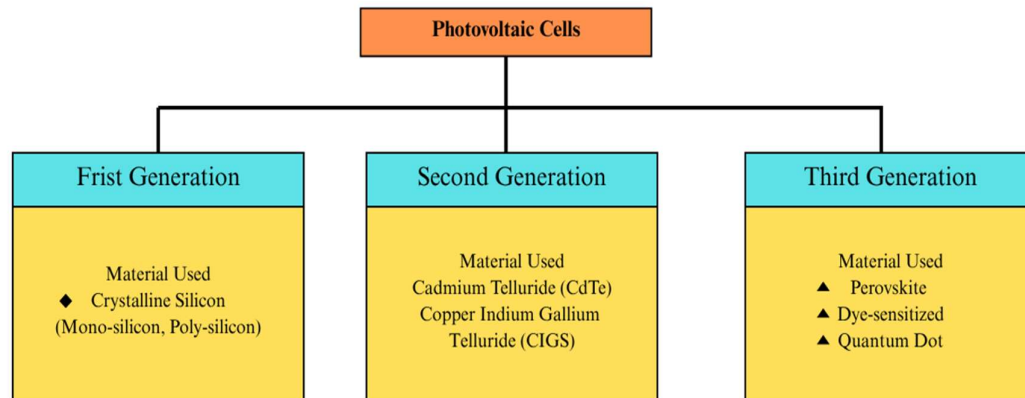 Photovoltaic Cells
Frist Generation
Material Used
◆ Crystalline Silicon
(Mono-silicon, Poly-silicon)
Second Generation
Material Used
Cadmium Telluride (CdTe)
Copper Indium Gallium
Telluride (CIGS)
Third Generation
Material Used
▲ Perovskite
▲ Dye-sensitized
▲ Quantum Dot